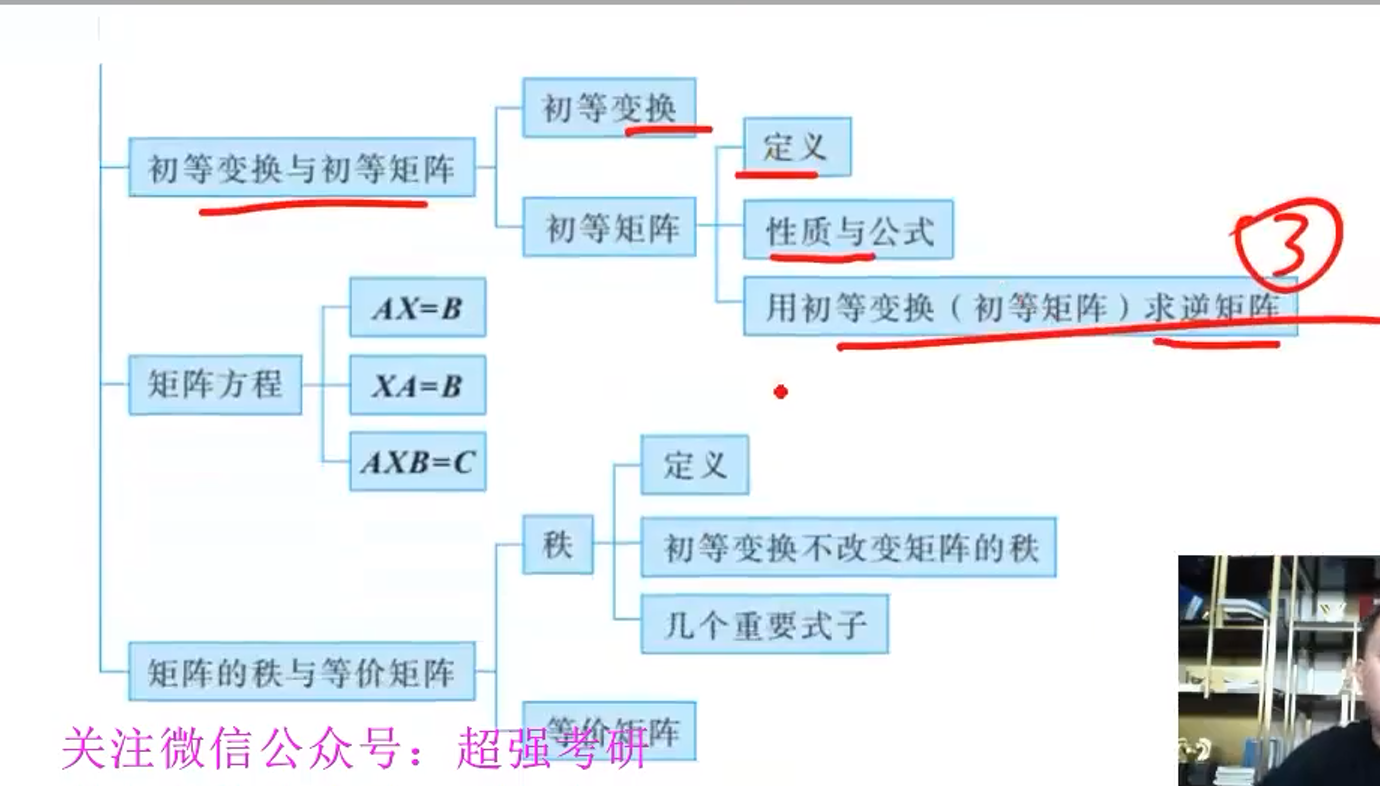 初等变换与初等矩阵
初等变换
初等矩阵
定义
性质与公式
用初等变换（初等矩阵）求逆矩阵
③
矩阵方程
AX=B
XA=B
AXB=C
矩阵的秩与等价矩阵
秩
定义
初等变换不改变矩阵的秩
几个重要式子
等价矩阵
关注微信公众号：超强考研